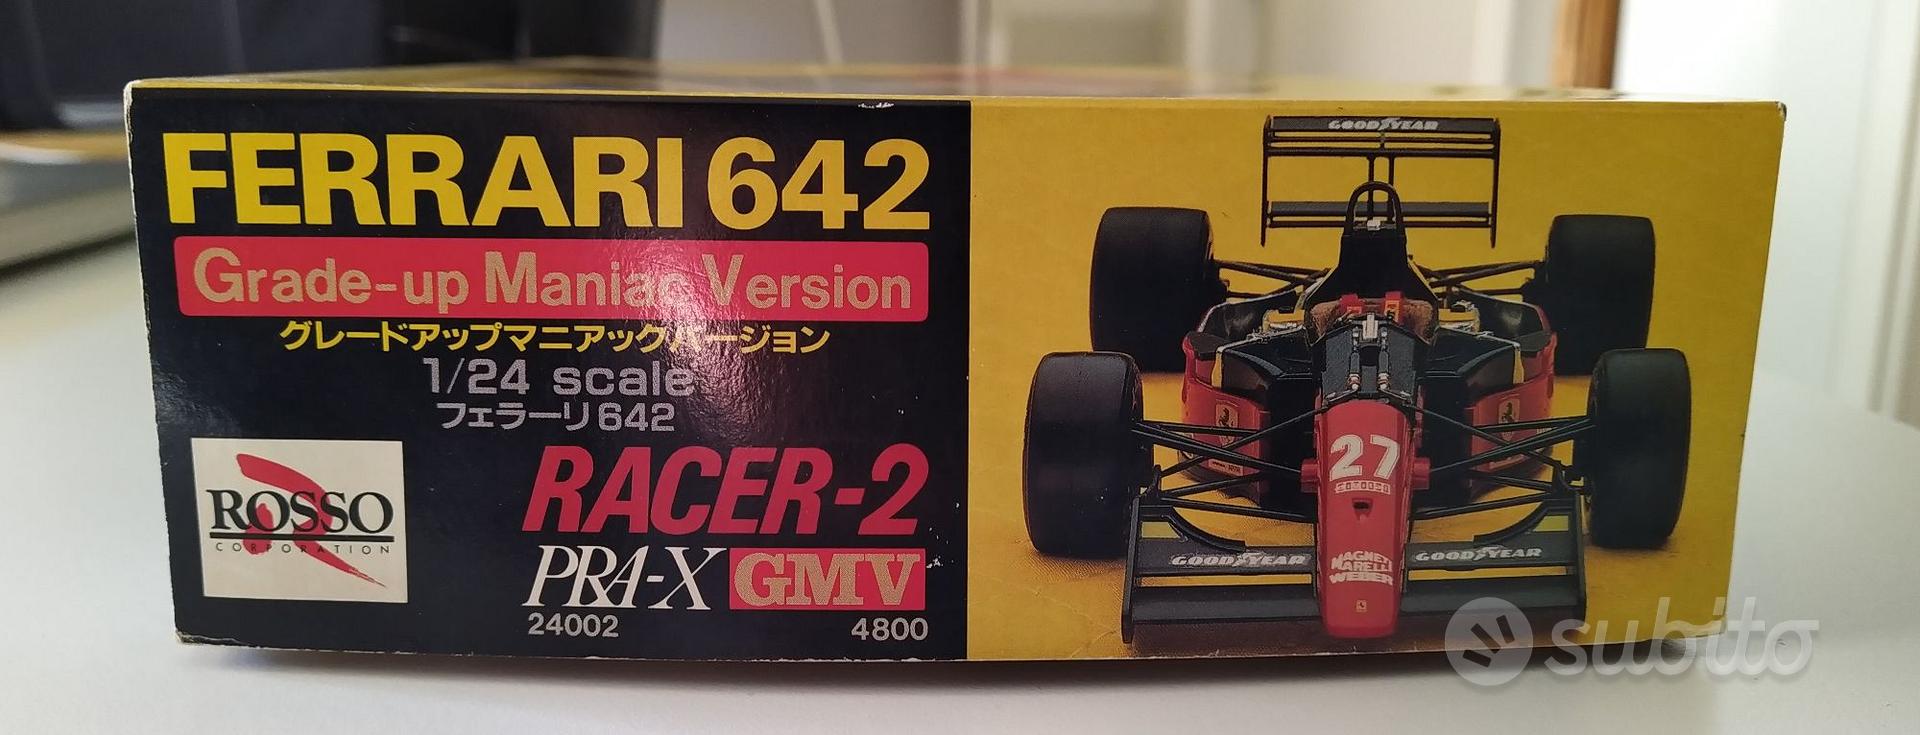 FERRARI 642
Grade-up Maniac Version
グレードアップマニアックバージョン
1/24 scale
フェラーリ642
ROSSO
CORPORATION
RACER-2
PRA-X GMV
24002 4800
GOODYEAR
27
GOODYEAR GOODYEAR
MAGNETI
MARELLI
WEBER
subito